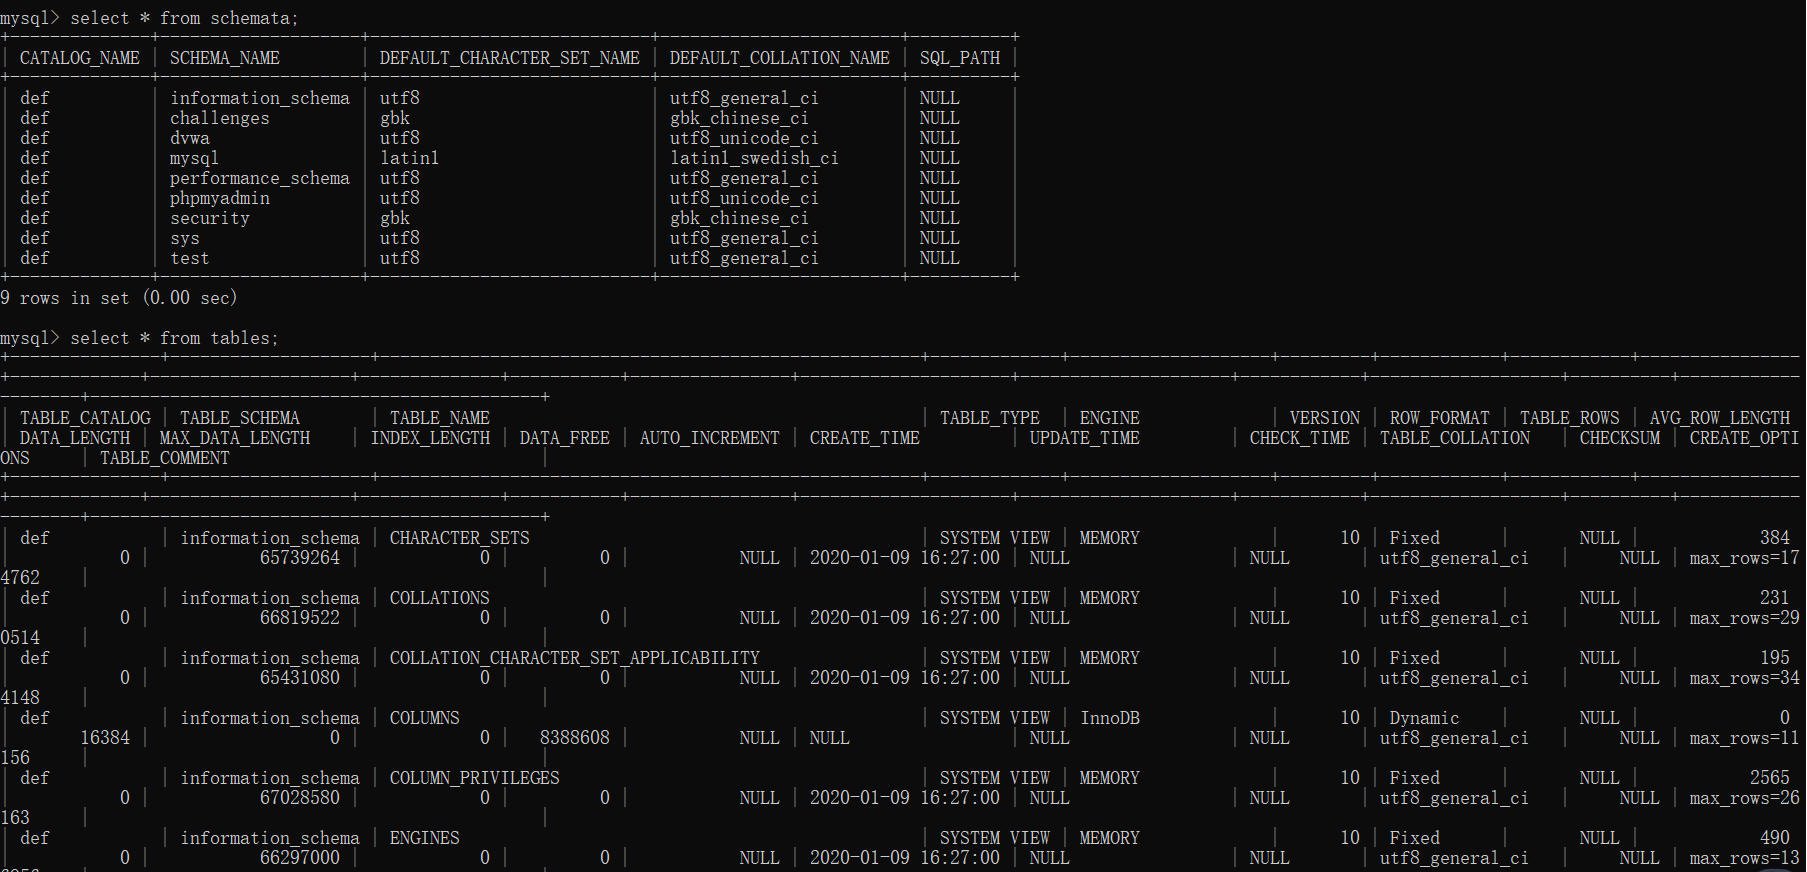 mysql> select * from schemata;
+--------------+--------------------+----------------------------+------------------------+----------+
| CATALOG_NAME | SCHEMA_NAME        | DEFAULT_CHARACTER_SET_NAME | DEFAULT_COLLATION_NAME | SQL_PATH |
+--------------+--------------------+----------------------------+------------------------+----------+
| def          | information_schema | utf8                       | utf8_general_ci        | NULL     |
| def          | challenges         | gbk                        | gbk_chinese_ci         | NULL     |
| def          | dvwa               | utf8                       | utf8_unicode_ci        | NULL     |
| def          | mysql              | latin1                     | latin1_swedish_ci      | NULL     |
| def          | performance_schema | utf8                       | utf8_general_ci        | NULL     |
| def          | phpmyadmin         | utf8                       | utf8_unicode_ci        | NULL     |
| def          | security           | gbk                        | gbk_chinese_ci         | NULL     |
| def          | sys                | utf8                       | utf8_general_ci        | NULL     |
| def          | test               | utf8                       | utf8_general_ci        | NULL     |
+--------------+--------------------+----------------------------+------------------------+----------+
9 rows in set (0.00 sec)
mysql> select * from tables;
| TABLE_CATALOG | TABLE_SCHEMA | TABLE_NAME | TABLE_TYPE | ENGINE | VERSION | ROW_FORMAT | TABLE_ROWS | AVG_ROW_LENGTH
| DATA_LENGTH | MAX_DATA_LENGTH | INDEX_LENGTH | DATA_FREE | AUTO_INCREMENT | CREATE_TIME | UPDATE_TIME | CHECK_TIME | TABLE_COLLATION | CHECKSUM | CREATE_OPTI
ONS | TABLE_COMMENT |
| def | information_schema | CHARACTER_SETS | SYSTEM VIEW | MEMORY | 10 | Fixed | NULL | 384
| 0 | 65739264 | 0 | 0 | NULL | 2020-01-09 16:27:00 | NULL | NULL | utf8_general_ci | NULL | max_rows=17
4762 | |
| def | information_schema | COLLATIONS | SYSTEM VIEW | MEMORY | 10 | Fixed | NULL | 231
| 0 | 66819522 | 0 | 0 | NULL | 2020-01-09 16:27:00 | NULL | NULL | utf8_general_ci | NULL | max_rows=29
0514 | |
| def | information_schema | COLLATION_CHARACTER_SET_APPLICABILITY | SYSTEM VIEW | MEMORY | 10 | Fixed | NULL | 195
| 0 | 65431080 | 0 | 0 | NULL | 2020-01-09 16:27:00 | NULL | NULL | utf8_general_ci | NULL | max_rows=34
4148 | |
| def | information_schema | COLUMNS | SYSTEM VIEW | InnoDB | 10 | Dynamic | NULL | 0
| 16384 | 0 | 0 | 8388608 | NULL | NULL | NULL | NULL | utf8_general_ci | NULL | max_rows=11
156 | |
| def | information_schema | COLUMN_PRIVILEGES | SYSTEM VIEW | MEMORY | 10 | Fixed | NULL | 2565
| 0 | 67028580 | 0 | 0 | NULL | 2020-01-09 16:27:00 | NULL | NULL | utf8_general_ci | NULL | max_rows=26
163 | |
| def | information_schema | ENGINES | SYSTEM VIEW | MEMORY | 10 | Fixed | NULL | 490
| 0 | 66297000 | 0 | 0 | NULL | 2020-01-09 16:27:00 | NULL | NULL | utf8_general_ci | NULL | max_rows=13